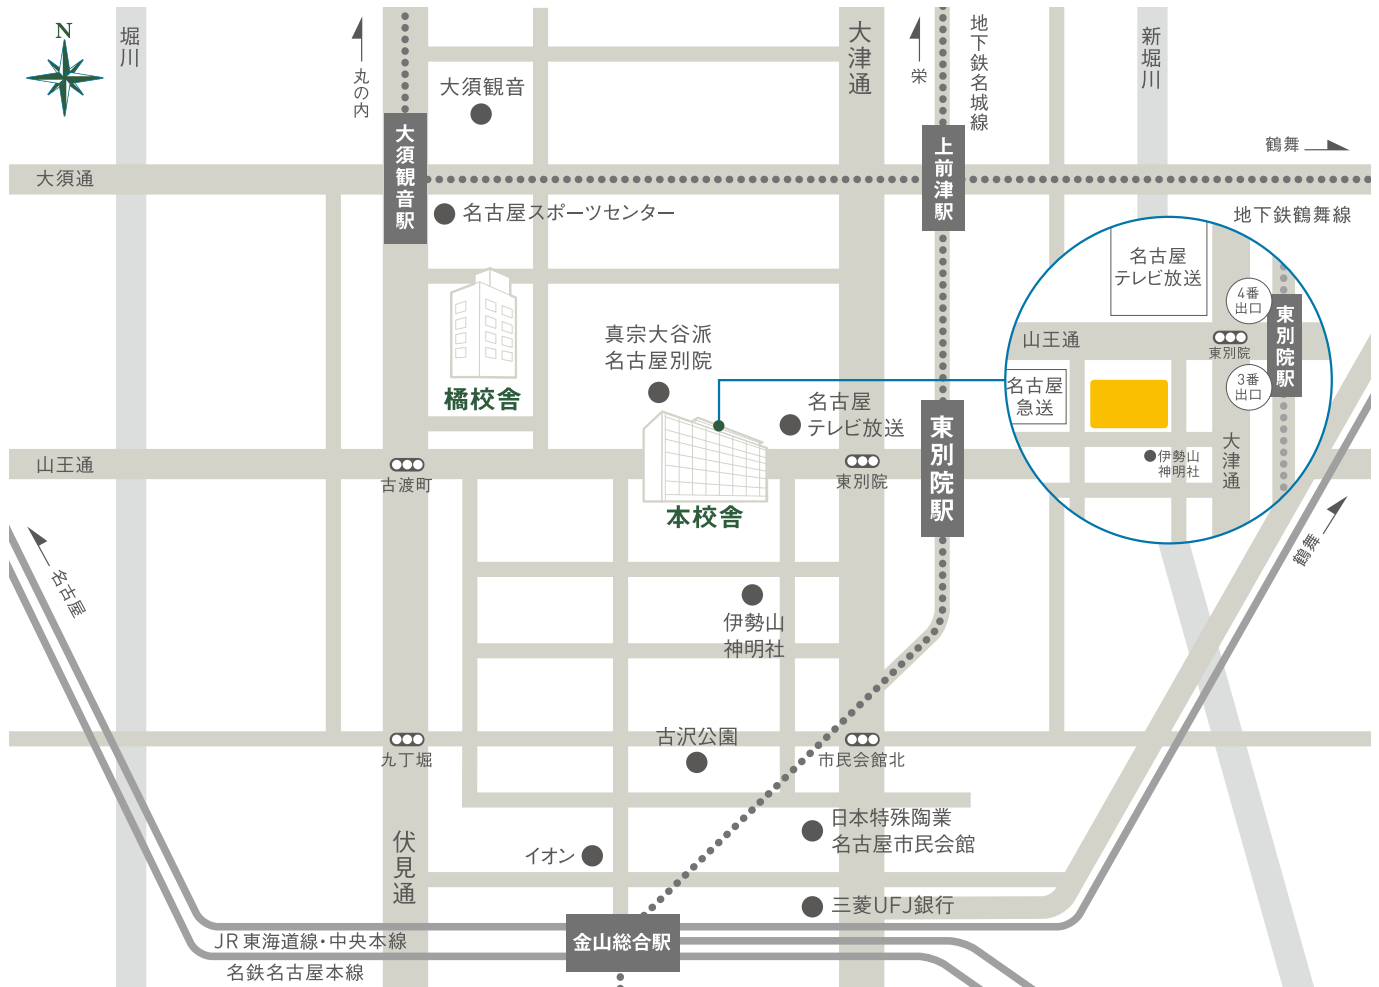 N
堀川
丸の内
大須観音
大津通
栄
地下鉄名城線
新堀川
鶴舞
大須観音駅
上前津駅
大須通
名古屋スポーツセンター
地下鉄鶴舞線
名古屋
テレビ放送
4番
出口
東別院駅
山王通
東別院
名古屋
急送
3番
出口
大津通
伊勢山
神明社
真宗大谷派
名古屋別院
橘校舎
名古屋
テレビ放送
東別院駅
山王通
古渡町
東別院
本校舎
名古屋
鶴舞
伊勢山
神明社
古沢公園
九丁堀
市民会館北
伏見通
日本特殊陶業
名古屋市民会館
イオン
三菱UFJ銀行
金山総合駅
JR東海道線・中央本線
名鉄名古屋本線